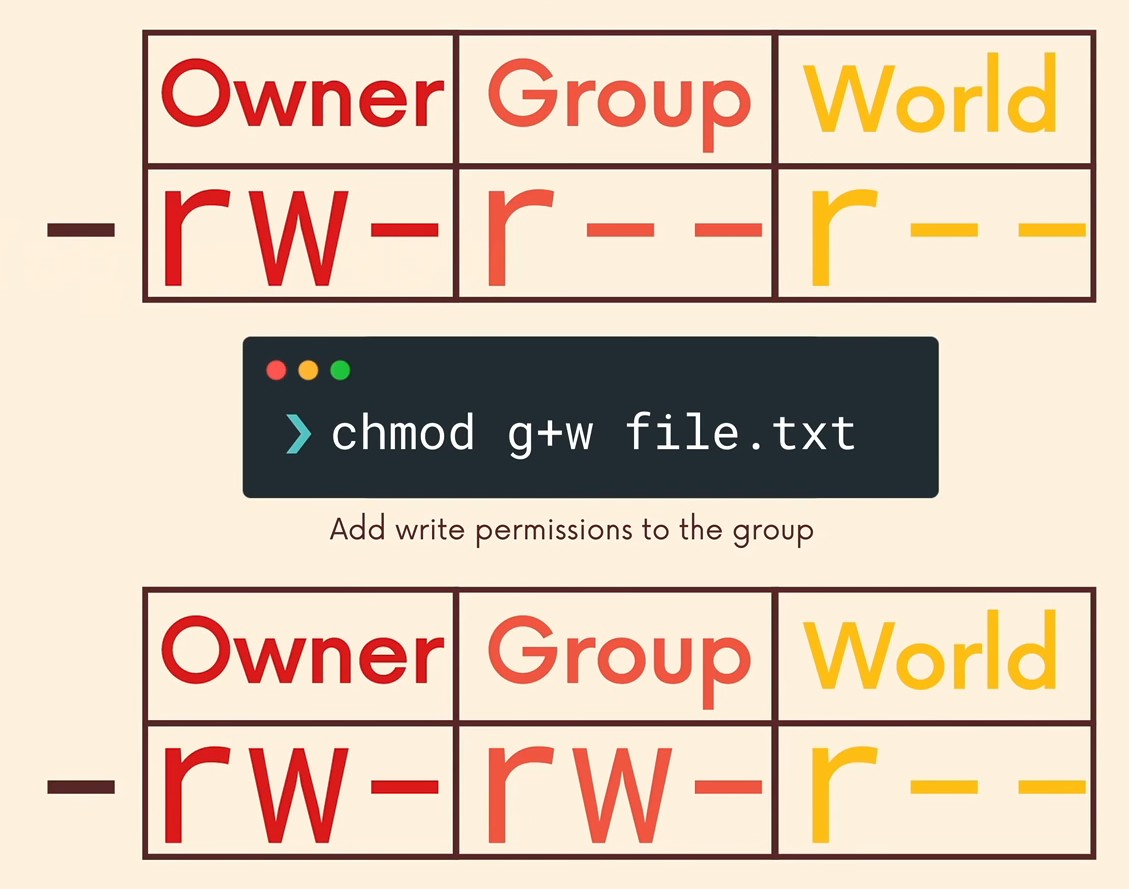 Owner Group World
- rw- r-- r--
❯ chmod g+w file.txt
Add write permissions to the group
Owner Group World
- rw- rw- r--